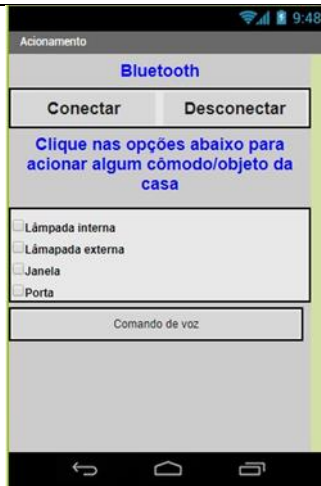 9:48
Acionamento
Bluetooth
Conectar Desconectar
Clique nas opções abaixo para
acionar algum cômodo/objeto da
casa
Lâmpada interna
Lâmapada externa
Janela
Porta
Comando de voz